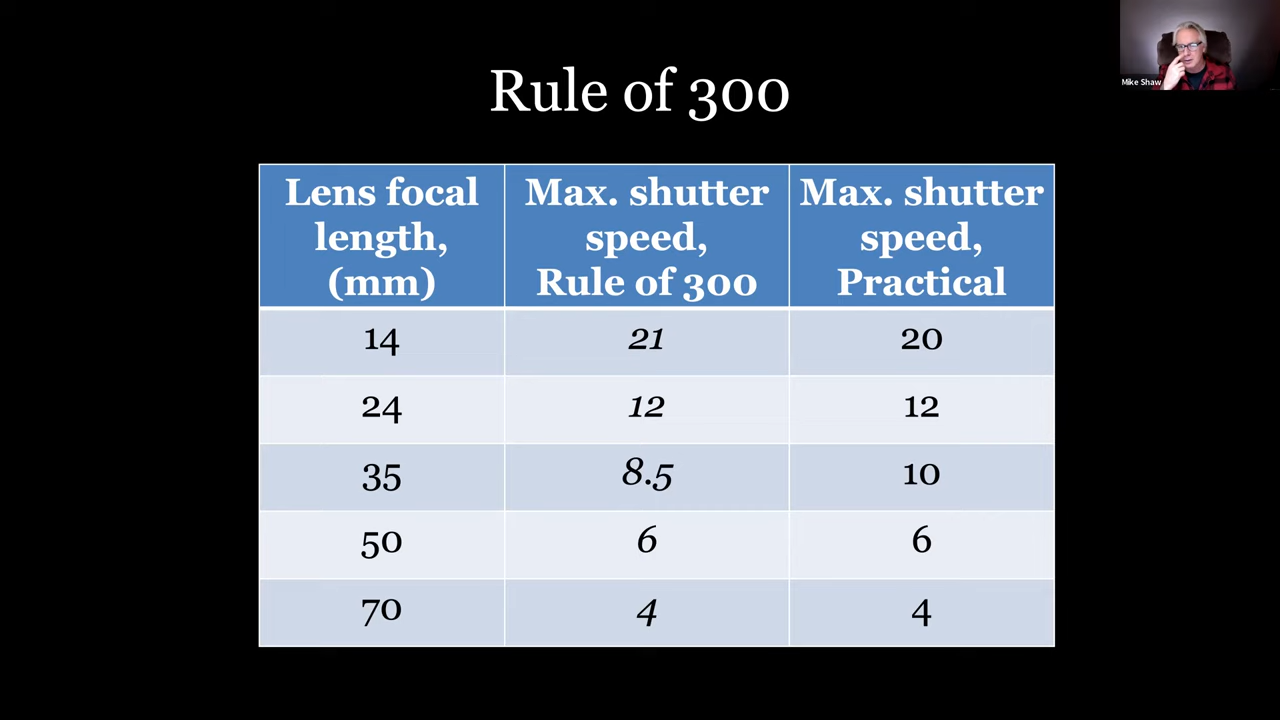 Mike Shaw
Rule of 300
Lens focal
length,
(mm)
Max. shutter
speed,
Rule of 300
Max. shutter
speed,
Practical
14 21 20
24 12 12
35 8.5 10
50 6 6
70 4 4